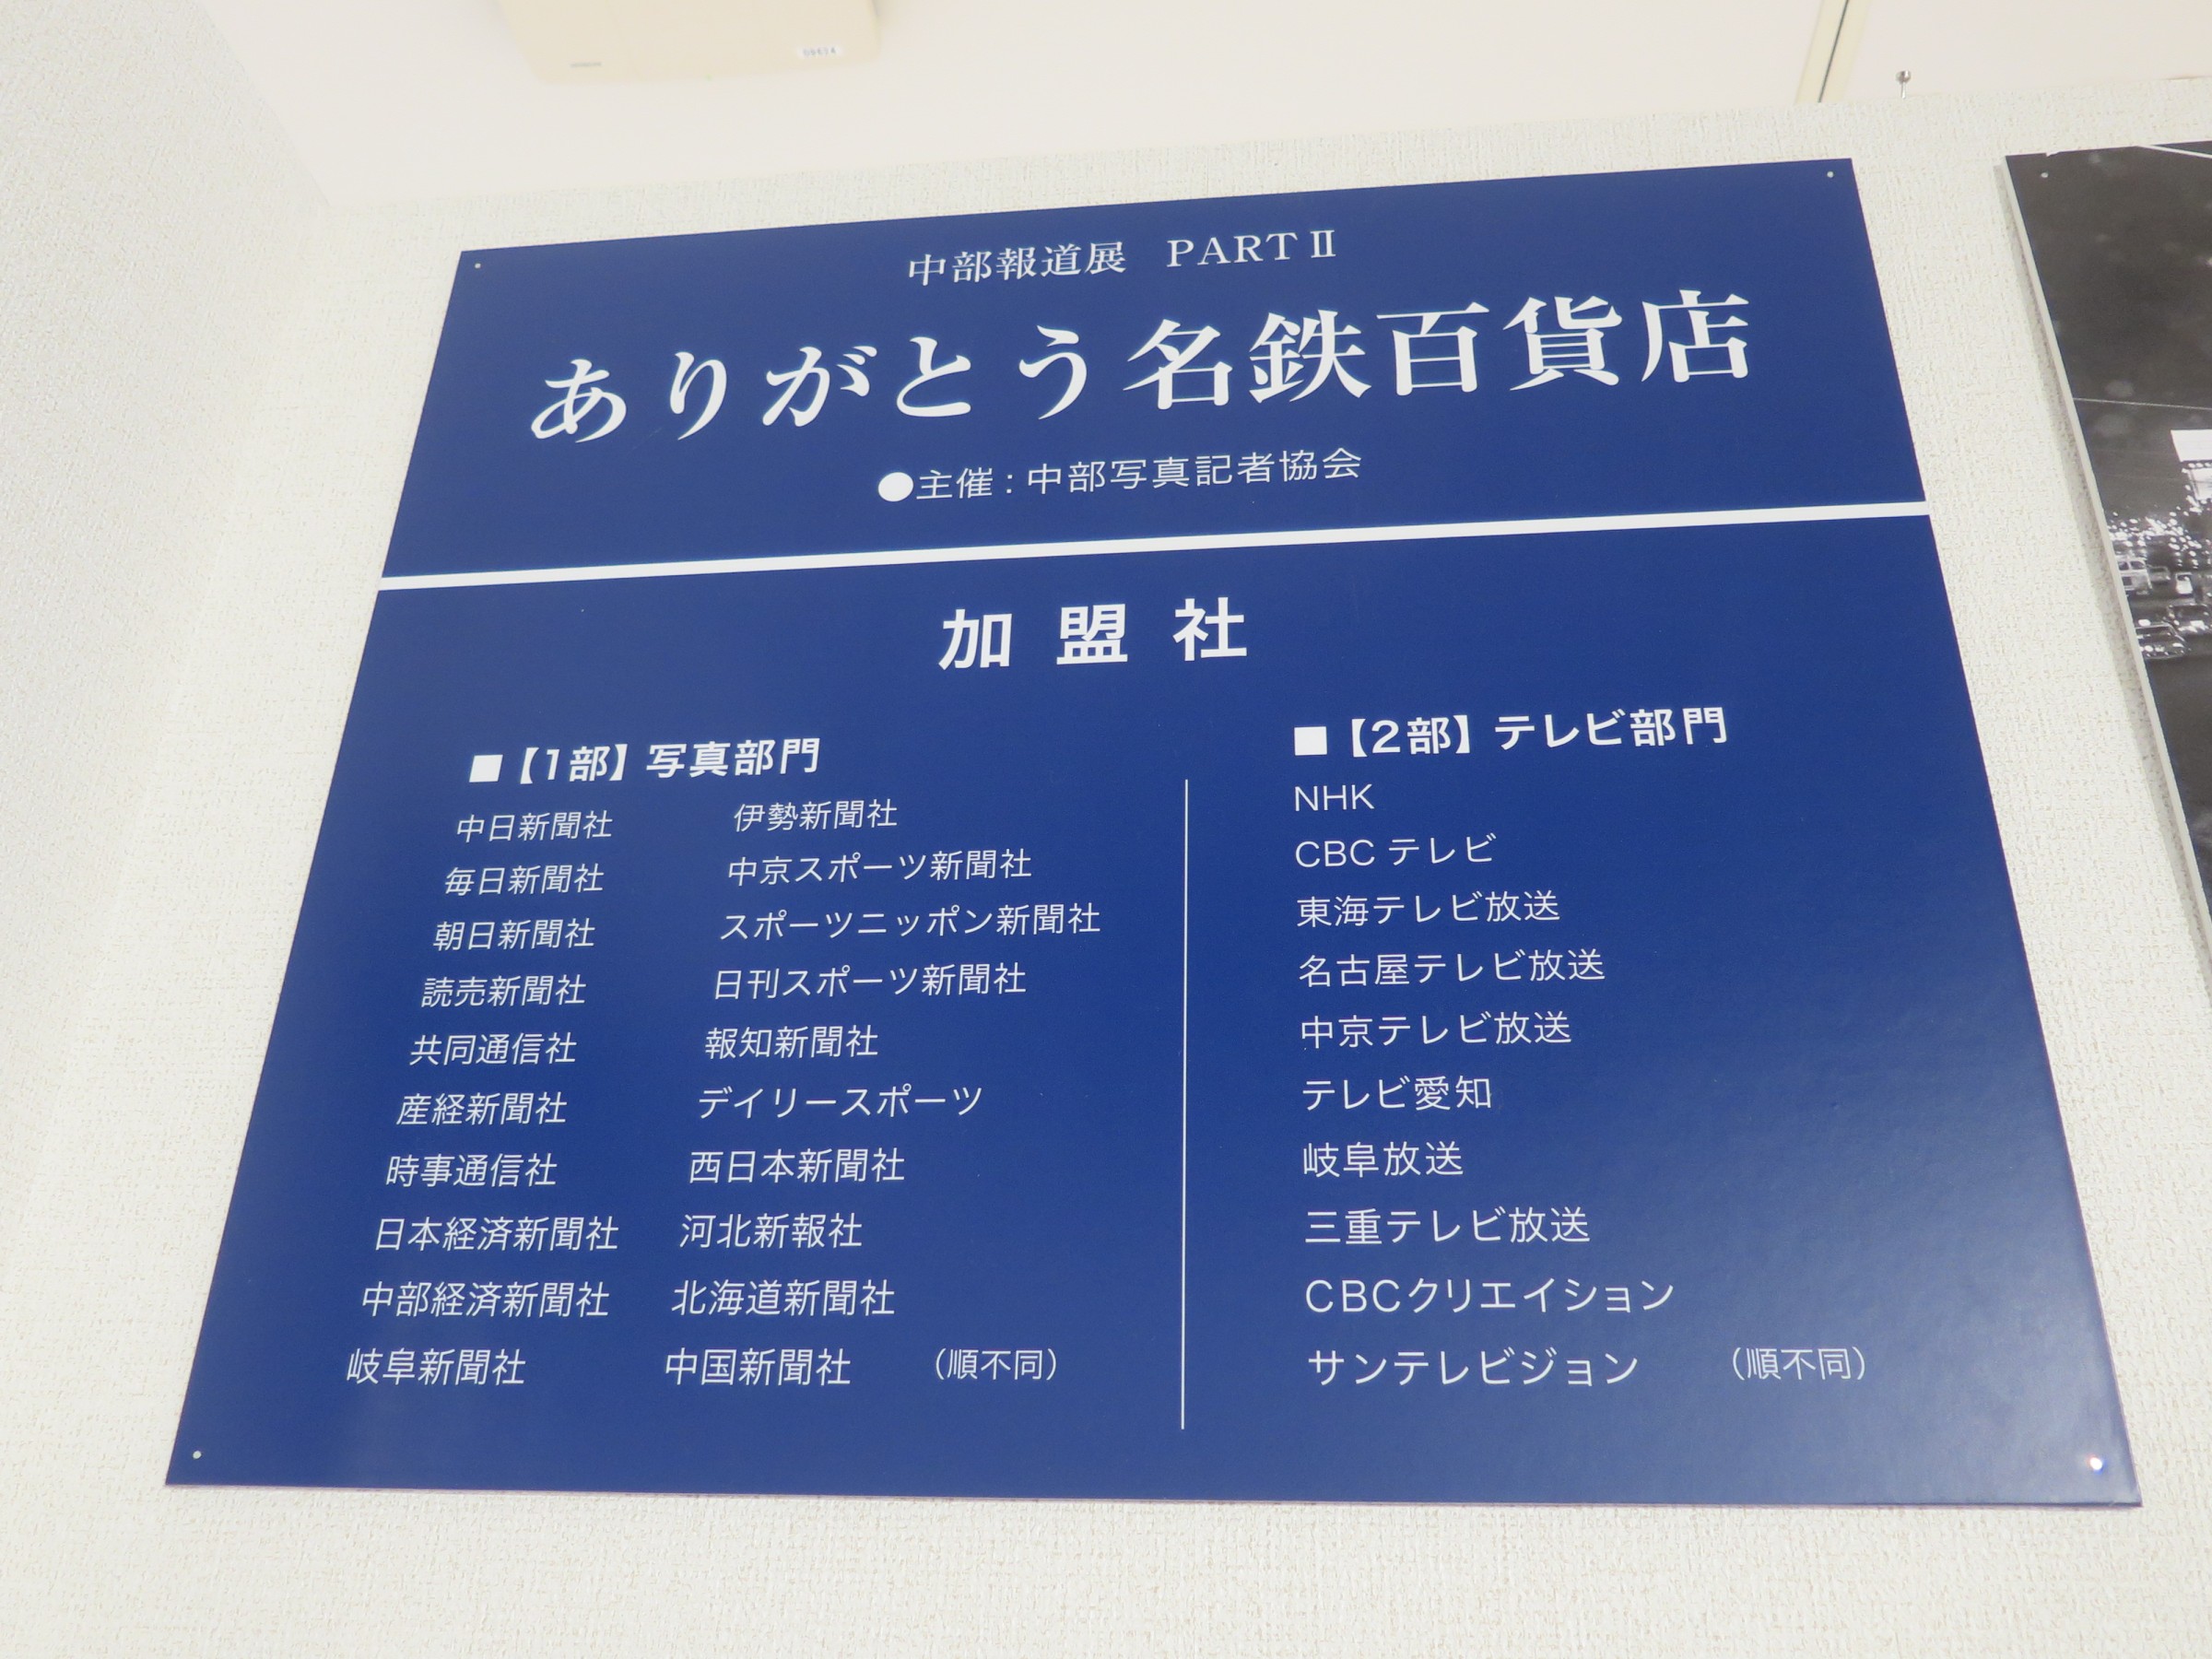 中部報道展 PARTⅡ
ありがとう名鉄百貨店
●主催：中部写真記者協会
加盟社
■【1部】写真部門
中日新聞社
毎日新聞社
朝日新聞社
読売新聞社
共同通信社
産経新聞社
時事通信社
日本経済新聞社
中部経済新聞社
岐阜新聞社
伊勢新聞社
中京スポーツ新聞社
スポーツニッポン新聞社
日刊スポーツ新聞社
報知新聞社
デイリースポーツ
西日本新聞社
河北新報社
北海道新聞社
中国新聞社 （順不同）
■【2部】テレビ部門
NHK
CBC テレビ
東海テレビ放送
名古屋テレビ放送
中京テレビ放送
テレビ愛知
岐阜放送
三重テレビ放送
CBCクリエイション
サンテレビジョン （順不同）